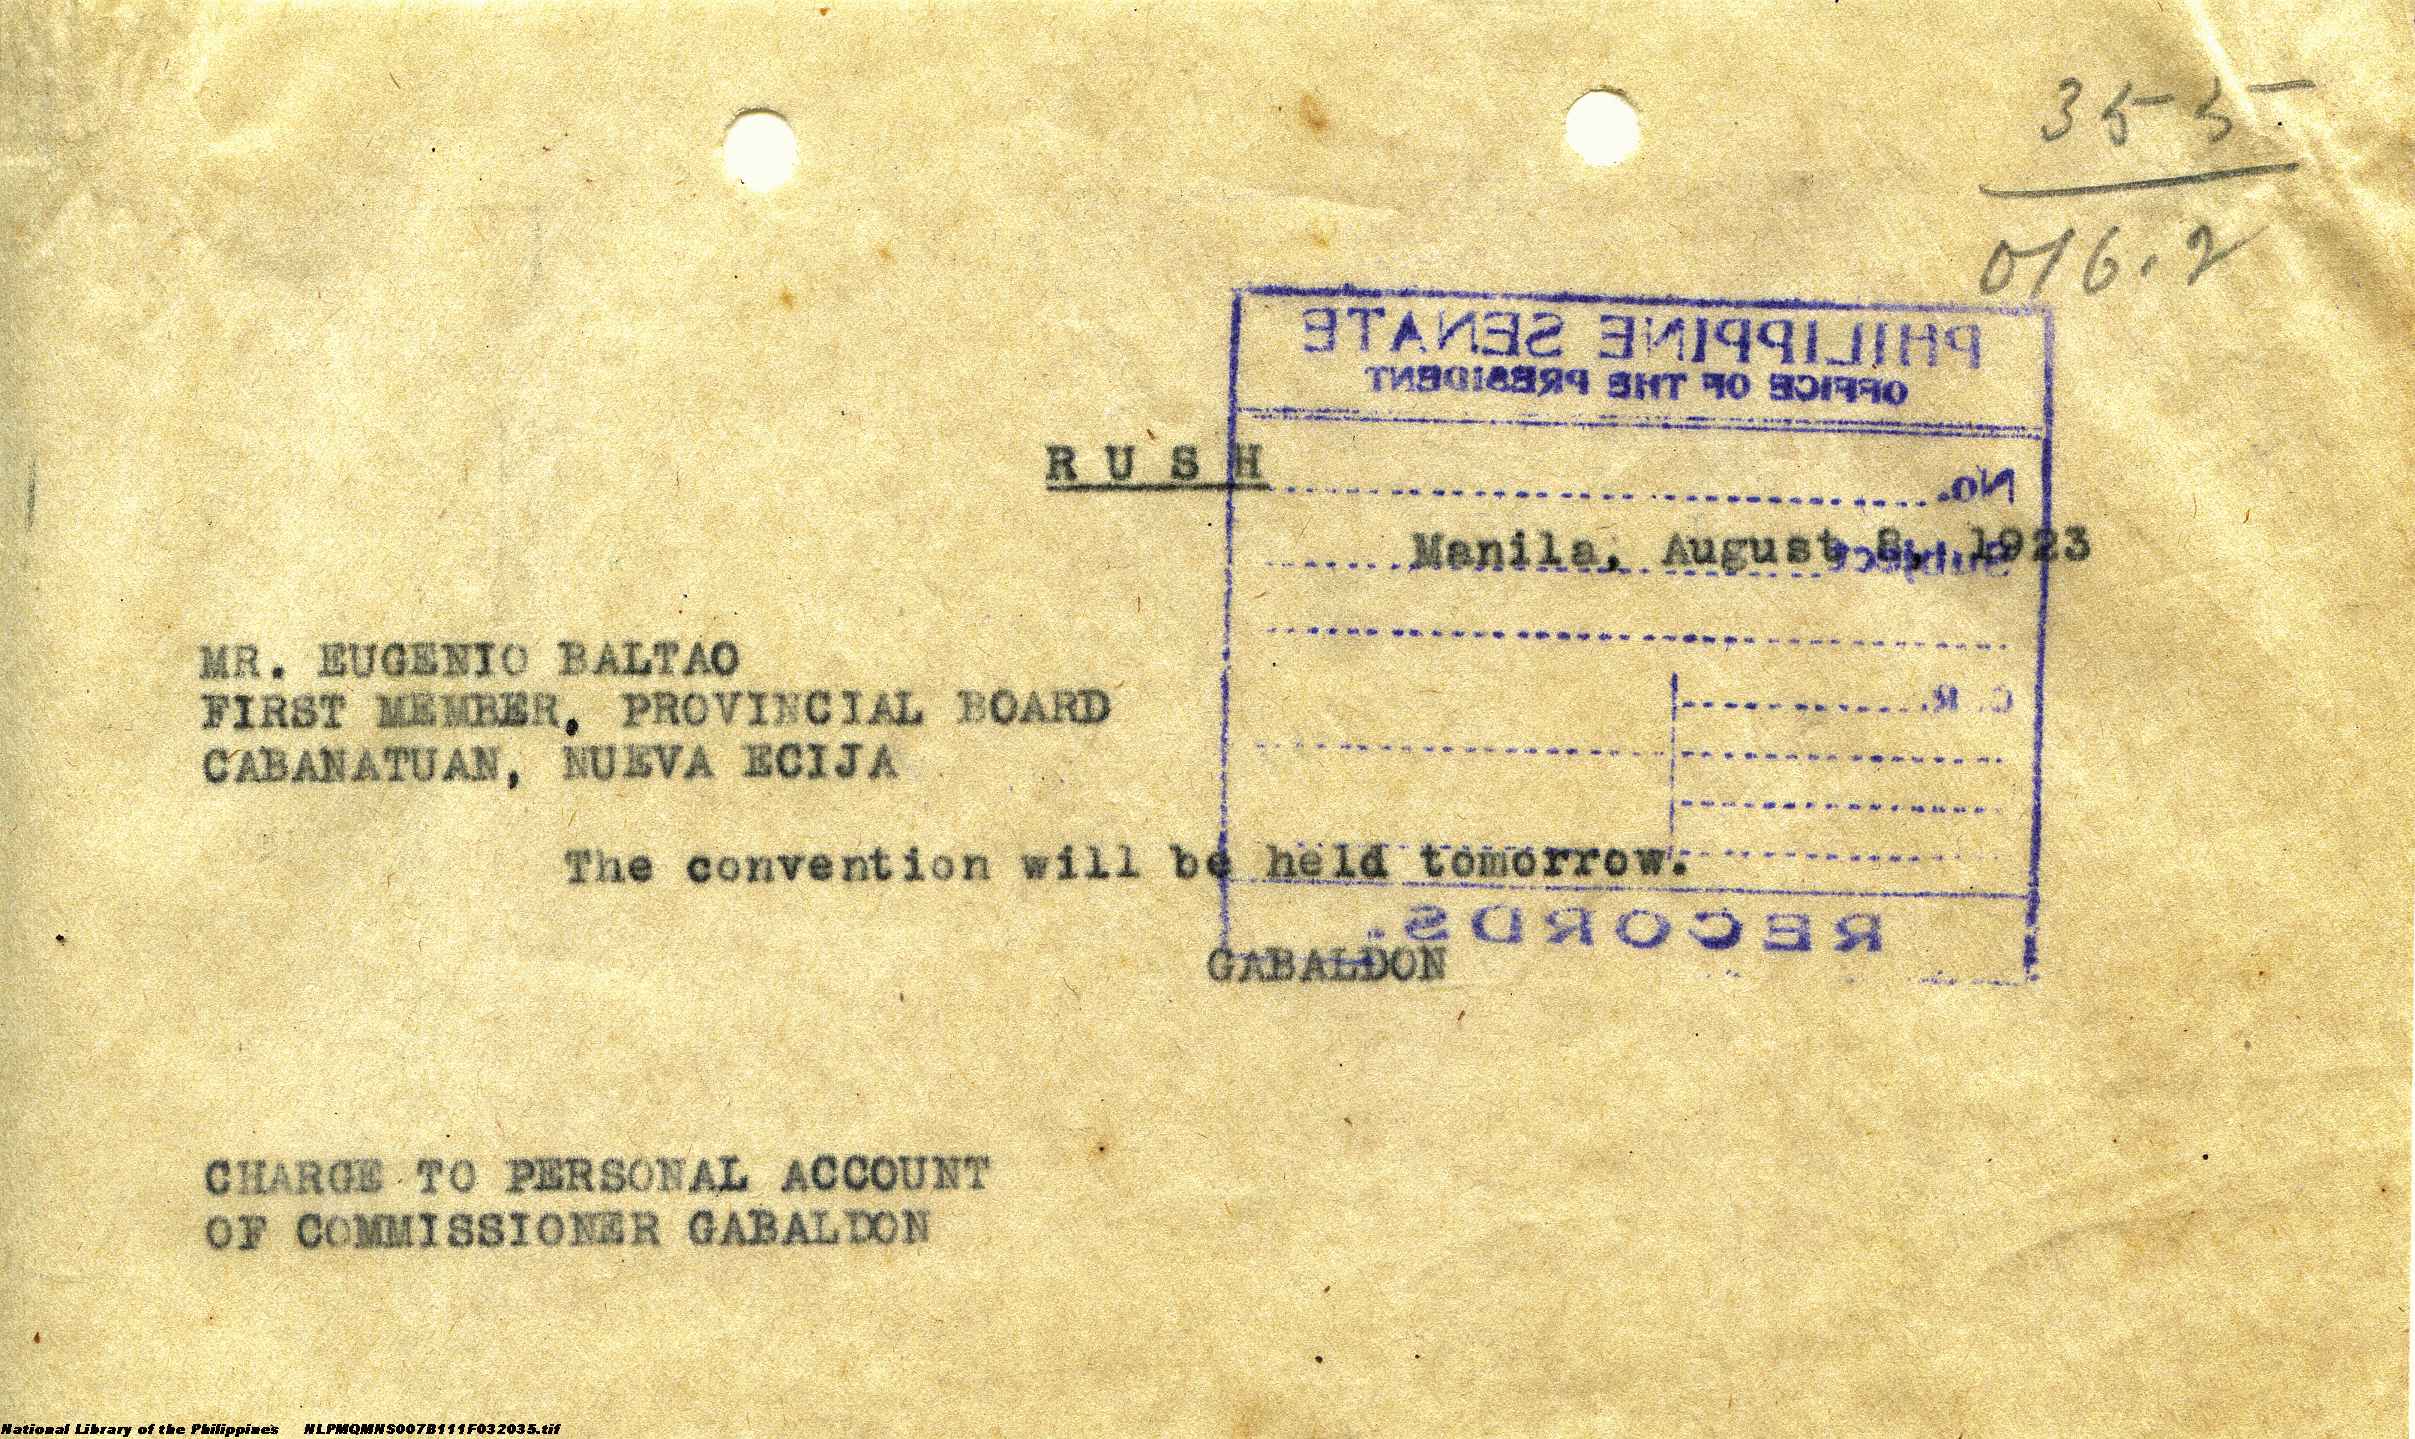 355
016.2
PHILIPPINE SENATE
OFFICE OF THE PRESIDENT
R U S H
No.
Manila, August 8, 1923
Subject
MR. EUGENIO BALTAO
FIRST MEMBER, PROVINCIAL BOARD
C. R.
CABANATUAN, NUEVA ECIJA
The convention will be held tomorrow.
RECORDS.
GABALDON
CHARGE TO PERSONAL ACCOUNT
OF COMMISSIONER GABALDON
National Library of the Philippines NLPMQMNS007B111F032035.tif